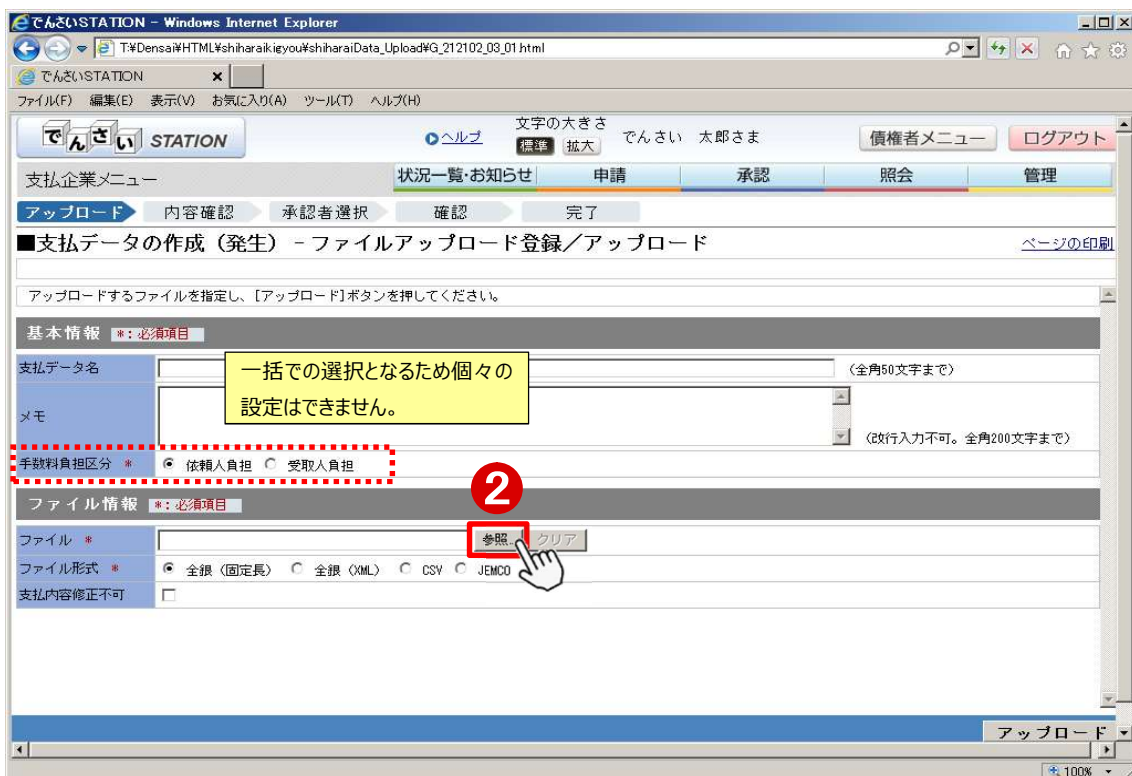 でんさいSTATION - Windows Internet Explorer
T:¥Densai¥HTML¥shiharaikigyou¥shiharaiData_Upload¥G_212102_03_01.html
でんさいSTATION
ファイル(F) 編集(E) 表示(V) お気に入り(A) ツール(T) ヘルプ(H)
でんさい STATION ヘルプ 文字の大きさ 標準 拡大 でんさい 太郎さま 債権者メニュー ログアウト
支払企業メニュー 状況一覧・お知らせ 申請 承認 照会 管理
アップロード 内容確認 承認者選択 確認 完了
■支払データの作成（発生）－ファイルアップロード登録／アップロード ページの印刷
アップロードするファイルを指定し、[アップロード]ボタンを押してください。
基本情報 *：必須項目
支払データ名 （全角50文字まで）
一括での選択となるため個々の
設定はできません。
メモ （改行入力不可。全角200文字まで）
手数料負担区分 * 依頼人負担 受取人負担
2
ファイル情報 *：必須項目
ファイル * 参照... クリア
ファイル形式 * 全銀（固定長） 全銀（XML） CSV JEMCO
支払内容修正不可
アップロード
100%